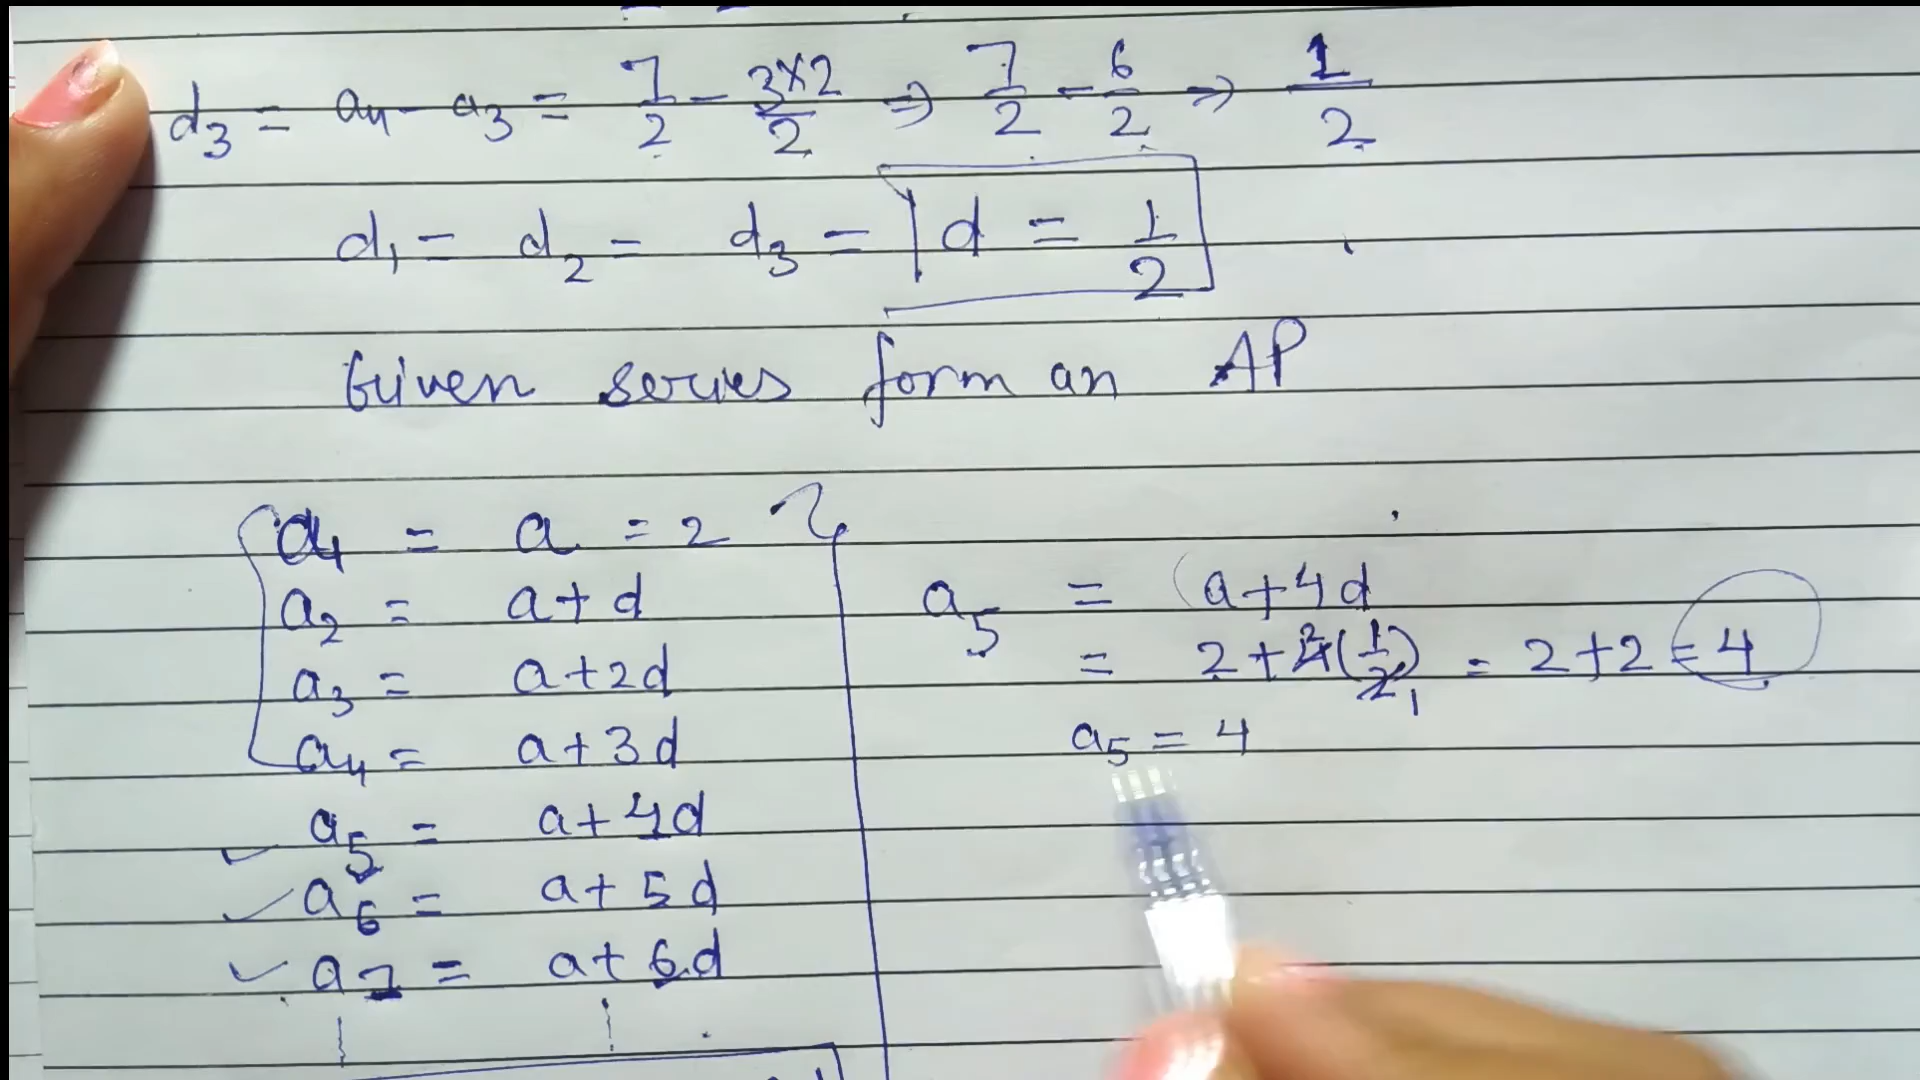 d₃ = a₄ - a₃ = 7/2 - 3×2/2 ⇒ 7/2 - 6/2 → 1/2
d₁ = d₂ = d₃ = d = 1/2
Given series form an AP
a₁ = a = 2
a₂ = a + d
a₃ = a + 2d
a₄ = a + 3d
a₅ = a + 4d
a₆ = a + 5d
a₇ = a + 6d
a₅ = a + 4d
= 2 + 4(1/2) = 2 + 2 = 4
a₅ = 4